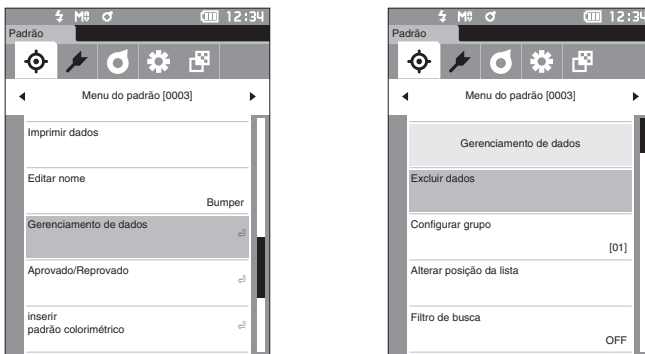 12:34
Padrão
Menu do padrão [0003]
Imprimir dados
Editar nome
Bumper
Gerenciamento de dados
Aprovado/Reprovado
inserir
padrão colorimétrico
12:34
Padrão
Menu do padrão [0003]
Gerenciamento de dados
Excluir dados
Configurar grupo
[01]
Alterar posição da lista
Filtro de busca
OFF